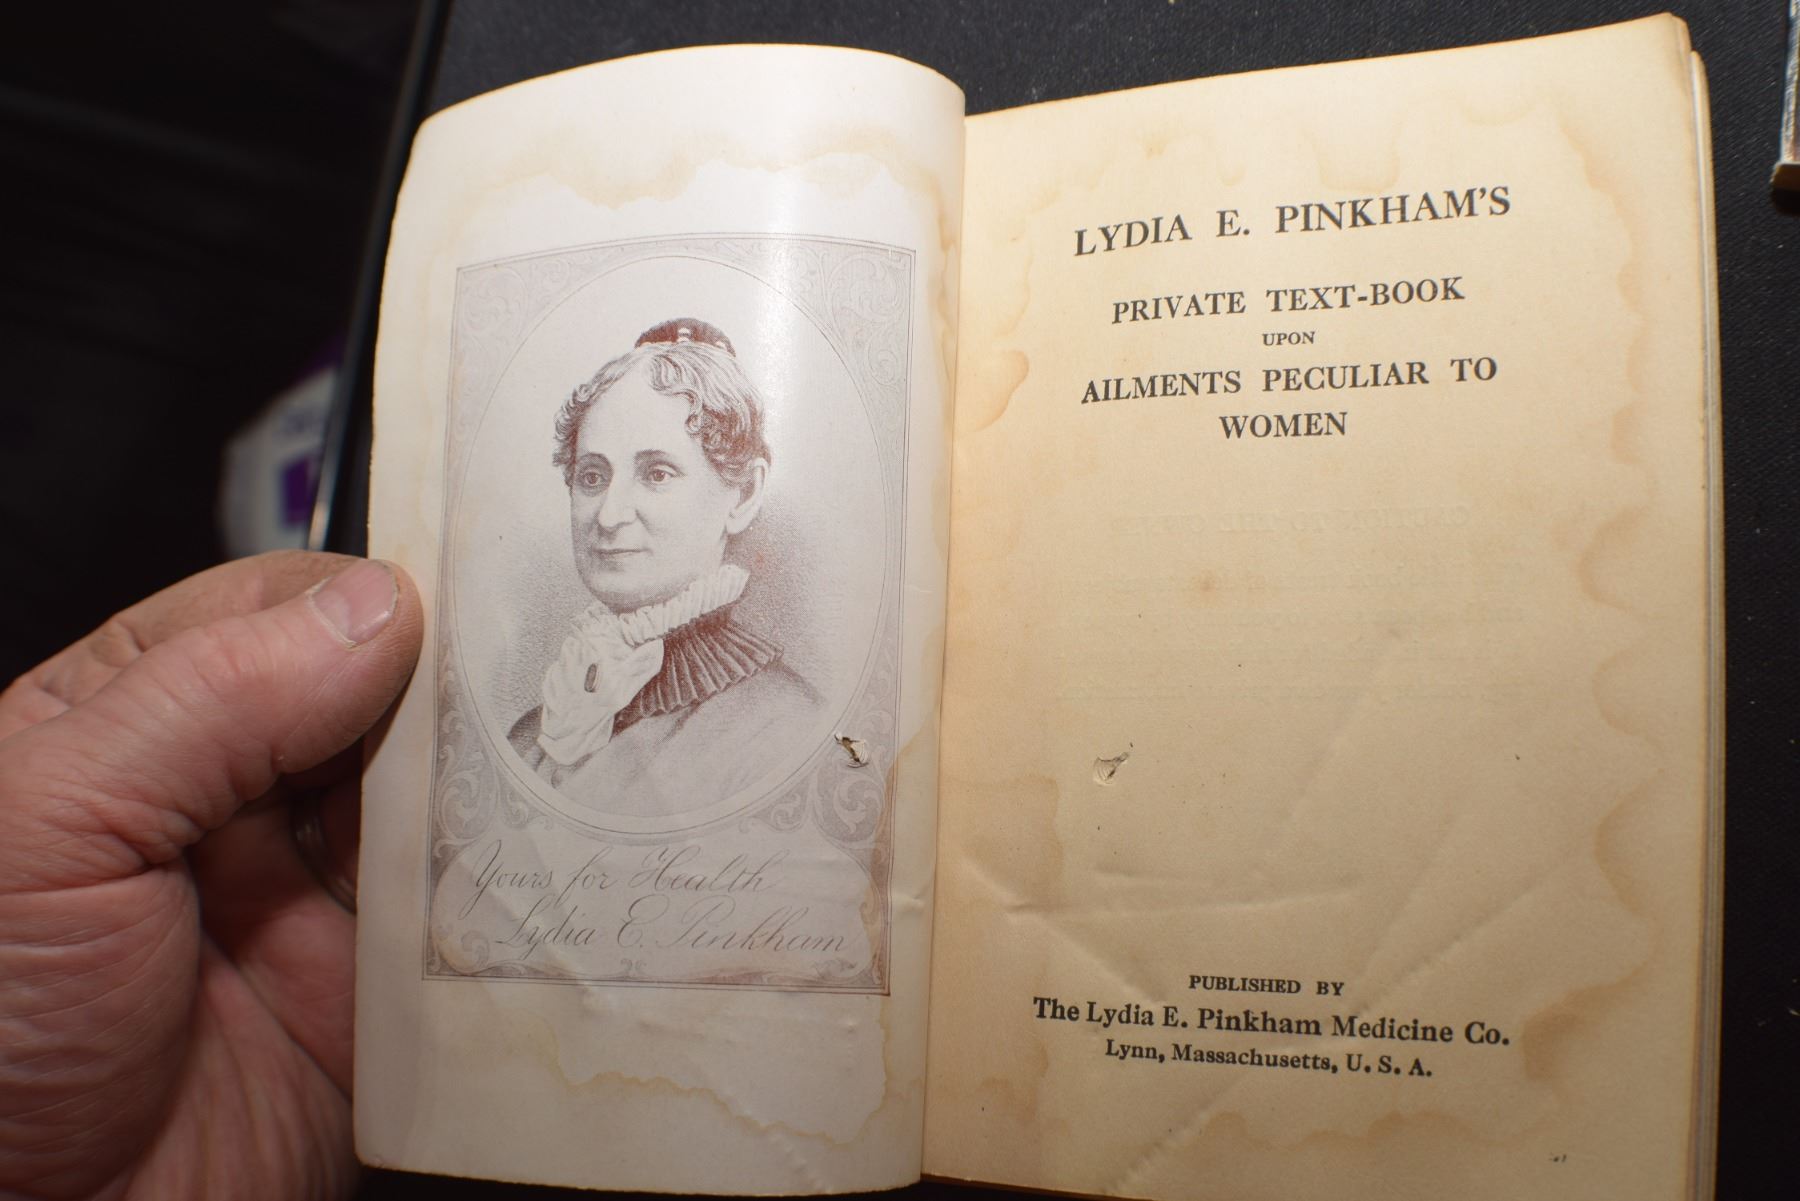 Yours for Health
Lydia E. Pinkham
LYDIA E. PINKHAM'S
PRIVATE TEXT-BOOK
UPON
AILMENTS PECULIAR TO
WOMEN
PUBLISHED BY
The Lydia E. Pinkham Medicine Co.
Lynn, Massachusetts, U. S. A.